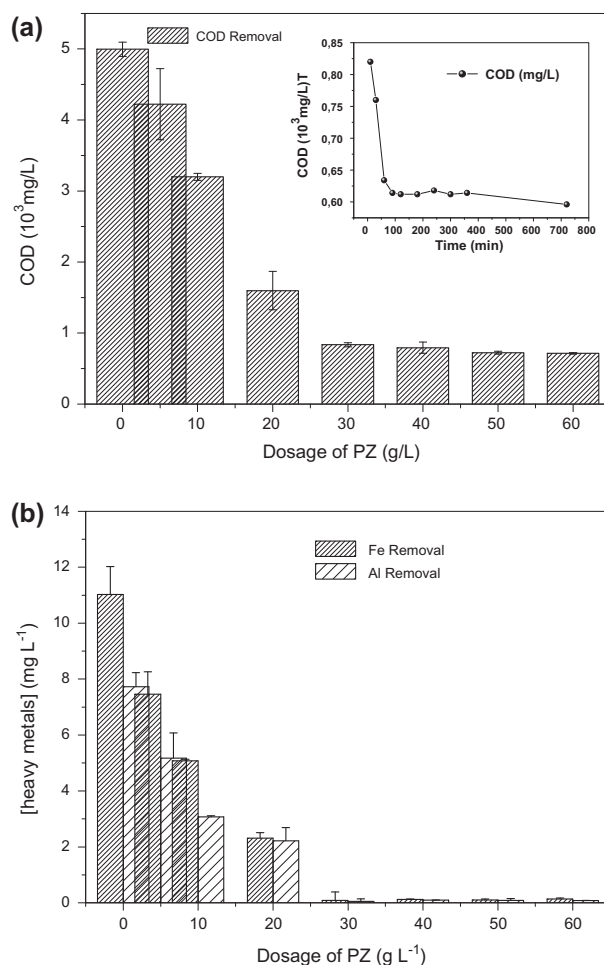 (a)
COD Removal
COD (mg/L)
COD (10³mg/L)T
0,85
0,80
0,75
0,70
0,65
0,60
0 100 200 300 400 500 600 700 800
Time (min)
COD (10³mg/L)
5
4
3
2
1
0
0 10 20 30 40 50 60
Dosage of PZ (g/L)
(b)
Fe Removal
Al Removal
[heavy metals] (mg L⁻¹)
14
12
10
8
6
4
2
0
0 10 20 30 40 50 60
Dosage of PZ (g L⁻¹)